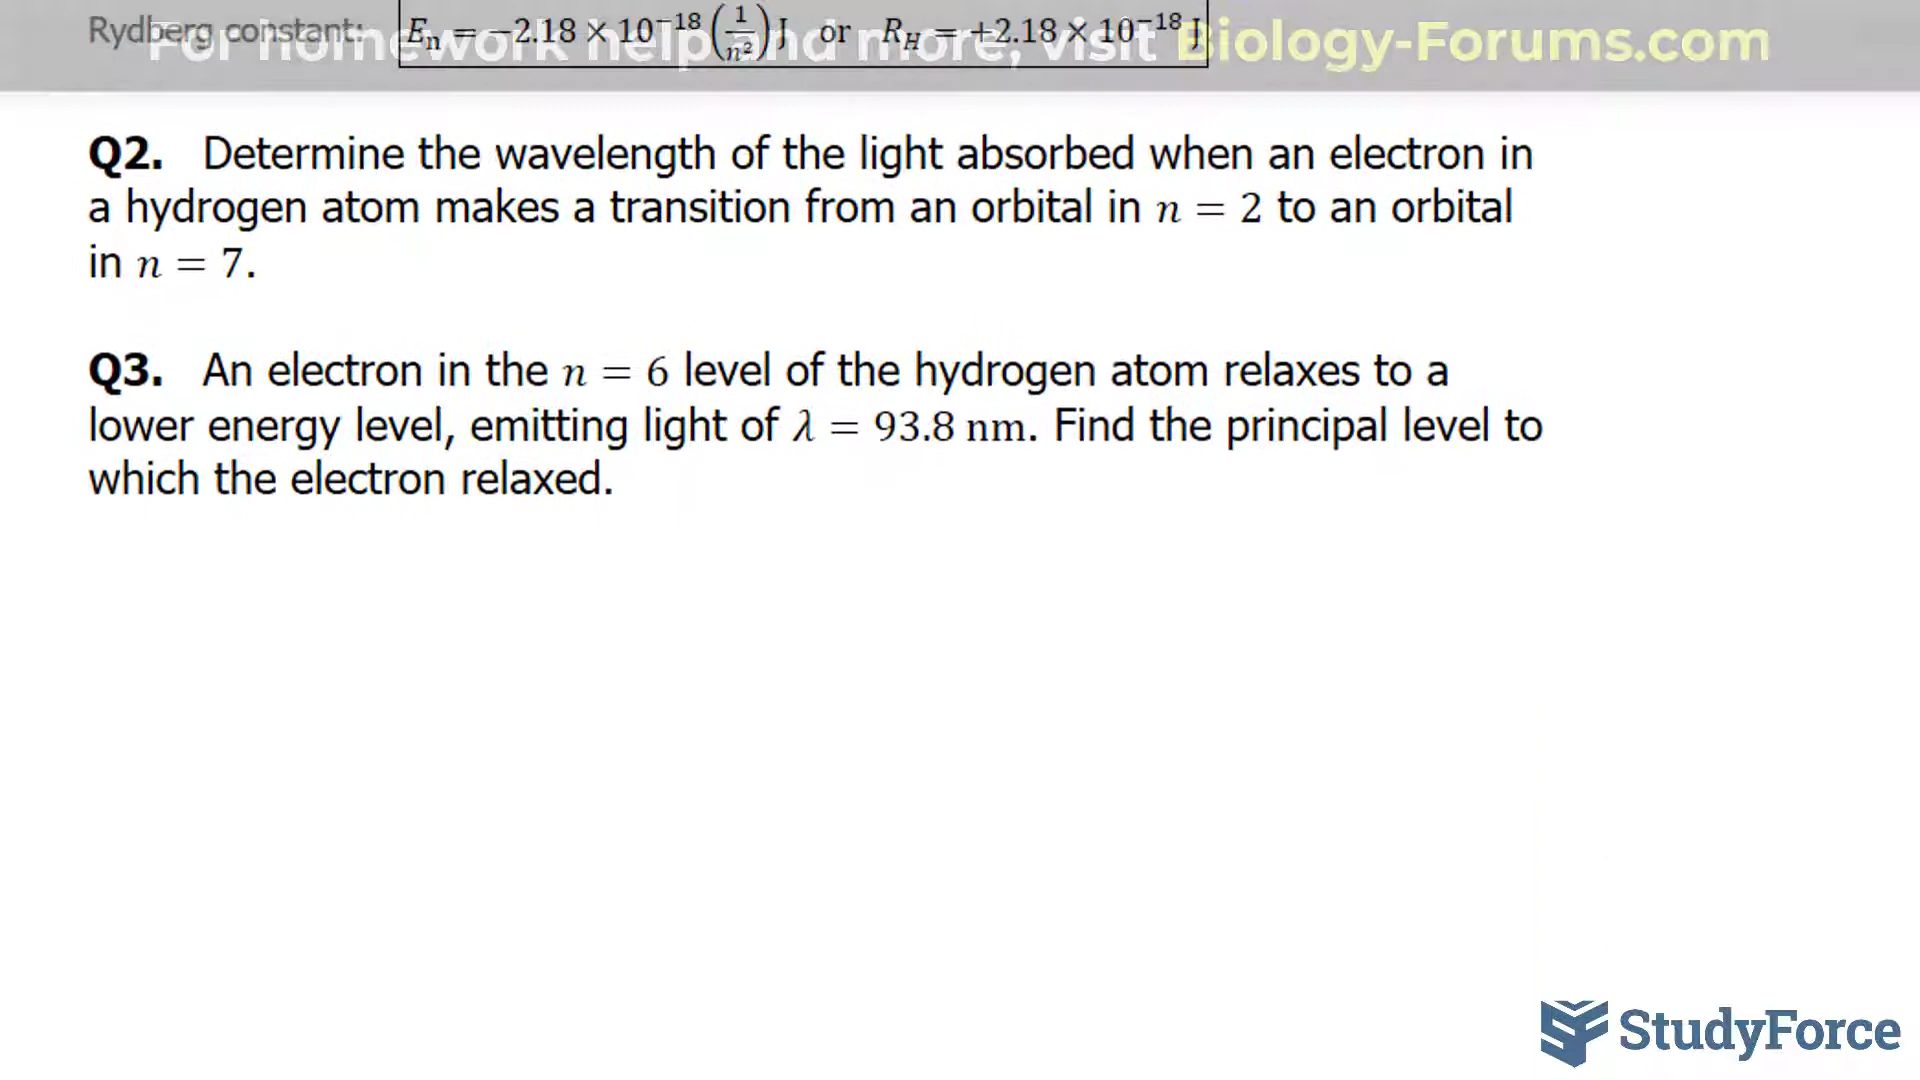 Rydberg constant: Eₙ = −2.18 × 10⁻¹⁸ (1/n²) J or R_H = +2.18 × 10⁻¹⁸ J
For homework help and more, visit Biology-Forums.com
Q2. Determine the wavelength of the light absorbed when an electron in
a hydrogen atom makes a transition from an orbital in n = 2 to an orbital
in n = 7.
Q3. An electron in the n = 6 level of the hydrogen atom relaxes to a
lower energy level, emitting light of λ = 93.8 nm. Find the principal level to
which the electron relaxed.
StudyForce